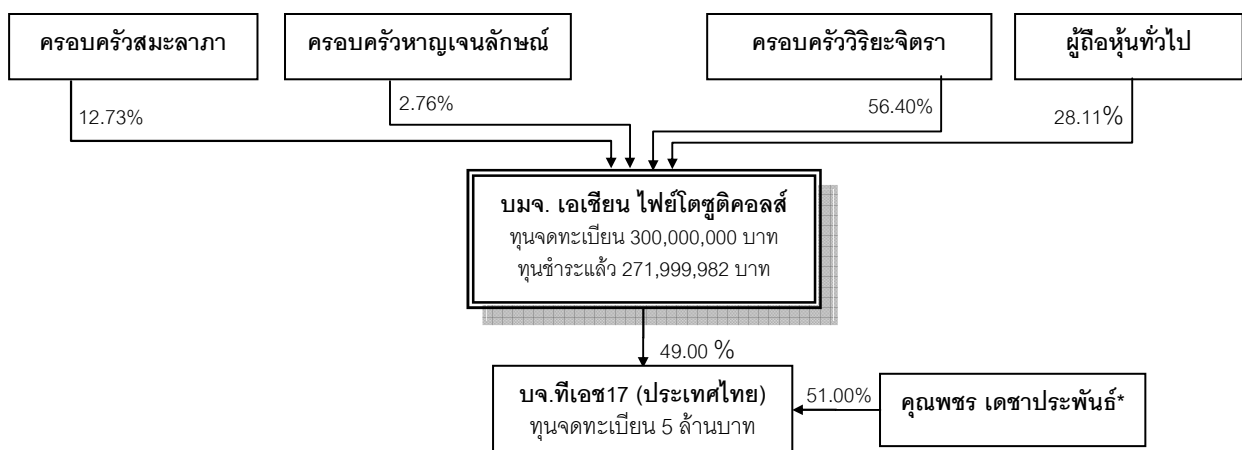 ครอบครัวสมะลาภา
ครอบครัวหาญเจนลักษณ์
ครอบครัววิริยะจิตรา
ผู้ถือหุ้นทั่วไป
12.73%
2.76%
56.40%
28.11%
บมจ. เอเชียน ไฟย์โตซูติคอลส์
ทุนจดทะเบียน 300,000,000 บาท
ทุนชำระแล้ว 271,999,982 บาท
49.00 %
บจ.ทีเอช17 (ประเทศไทย)
ทุนจดทะเบียน 5 ล้านบาท
51.00%
คุณพชร เดชาประพันธ์*